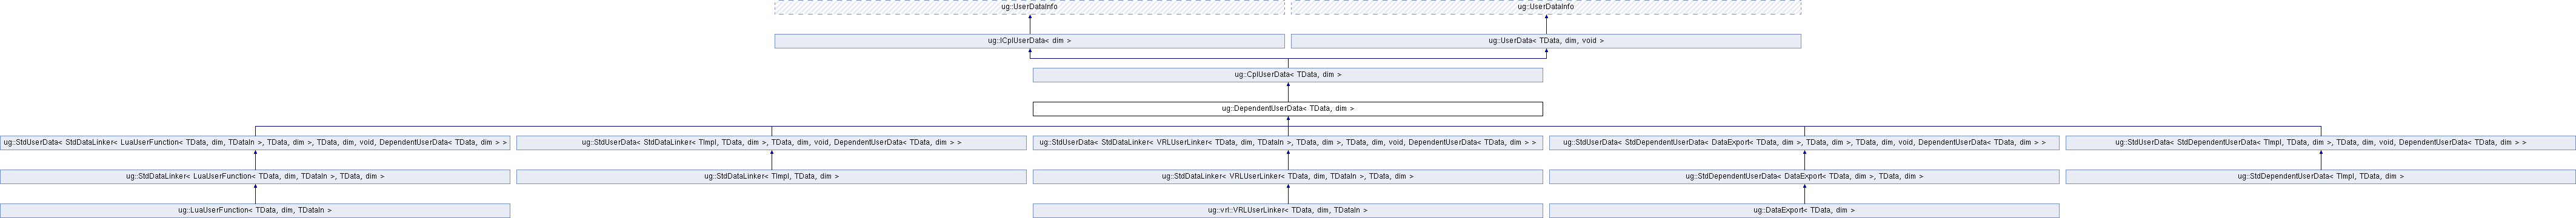 ug::UserDataInfo
ug::UserDataInfo
ug::ICplUserData< dim >
ug::UserData< TData, dim, void >
ug::CplUserData< TData, dim >
ug::DependentUserData< TData, dim >
ug::StdUserData< StdDataLinker< LuaUserFunction< TData, dim, TDataIn >, TData, dim >, TData, dim, void, DependentUserData< TData, dim > >
ug::StdUserData< StdDataLinker< TImpl, TData, dim >, TData, dim, void, DependentUserData< TData, dim > >
ug::StdUserData< StdDataLinker< VRLUserLinker< TData, dim, TDataIn >, TData, dim >, TData, dim, void, DependentUserData< TData, dim > >
ug::StdUserData< StdDependentUserData< DataExport< TData, dim >, TData, dim >, TData, dim, void, DependentUserData< TData, dim > >
ug::StdUserData< StdDependentUserData< TImpl, TData, dim >, TData, dim, void, DependentUserData< TData, dim > >
ug::StdDataLinker< LuaUserFunction< TData, dim, TDataIn >, TData, dim >
ug::StdDataLinker< TImpl, TData, dim >
ug::StdDataLinker< VRLUserLinker< TData, dim, TDataIn >, TData, dim >
ug::StdDependentUserData< DataExport< TData, dim >, TData, dim >
ug::StdDependentUserData< TImpl, TData, dim >
ug::LuaUserFunction< TData, dim, TDataIn >
ug::vrl::VRLUserLinker< TData, dim, TDataIn >
ug::DataExport< TData, dim >